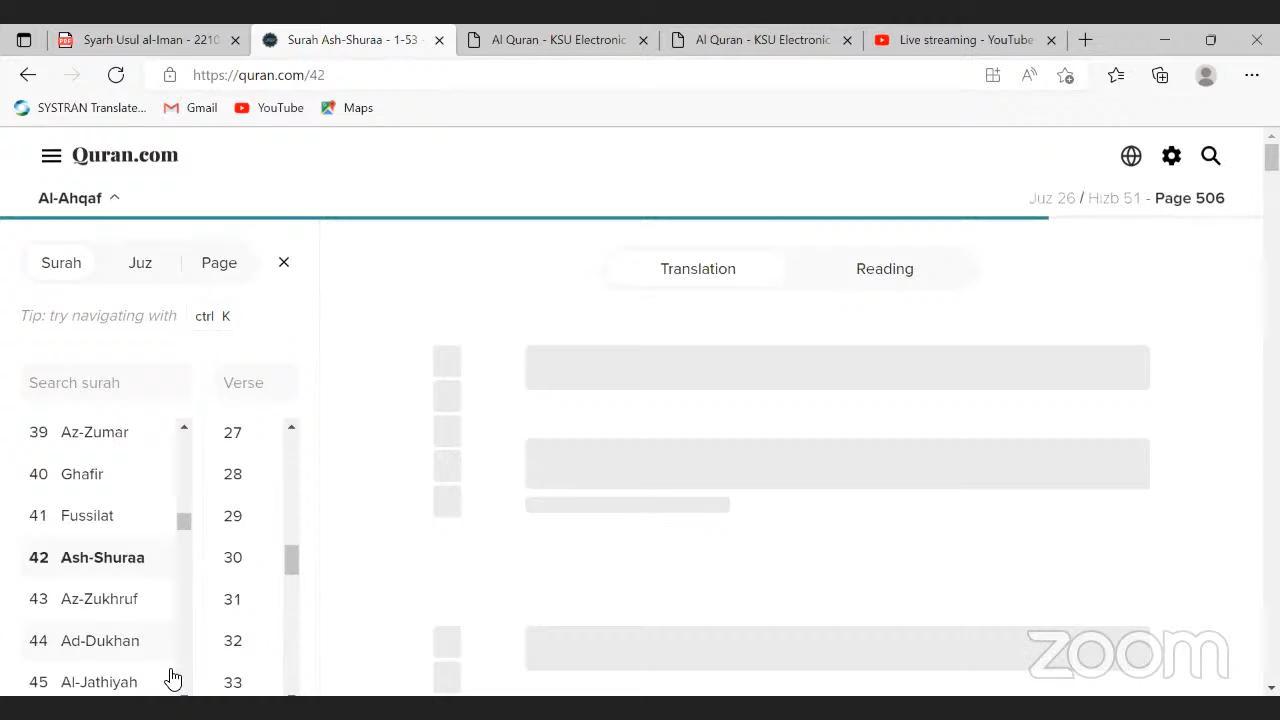 Syarh Usul al-Iman - 2210
Surah Ash-Shuraa - 1-53 -
Al Quran - KSU Electronic
Al Quran - KSU Electronic
Live streaming - YouTube
https://quran.com/42
SYSTRAN Translate...
Gmail
YouTube
Maps
Quran.com
Al-Ahqaf
Juz 26 / Hizb 51 - Page 506
Surah
Juz
Page
Translation
Reading
Tip: try navigating with ctrl K
Search surah
Verse
39 Az-Zumar
27
40 Ghafir
28
41 Fussilat
29
42 Ash-Shuraa
30
43 Az-Zukhruf
31
44 Ad-Dukhan
32
45 Al-Jathiyah
33
zoom